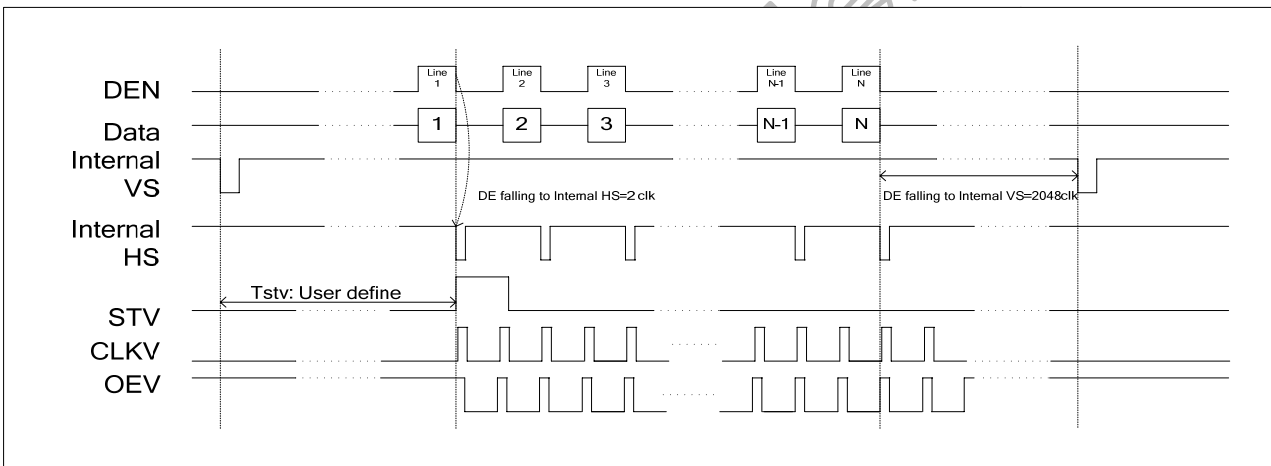 DEN
Line 1
Line 2
Line 3
Line N-1
Line N
Data
1
2
3
N-1
N
Internal VS
DE falling to Internal HS=2 clk
DE falling to Internal VS=2048clk
Internal HS
Tstv: User define
STV
CLKV
OEV